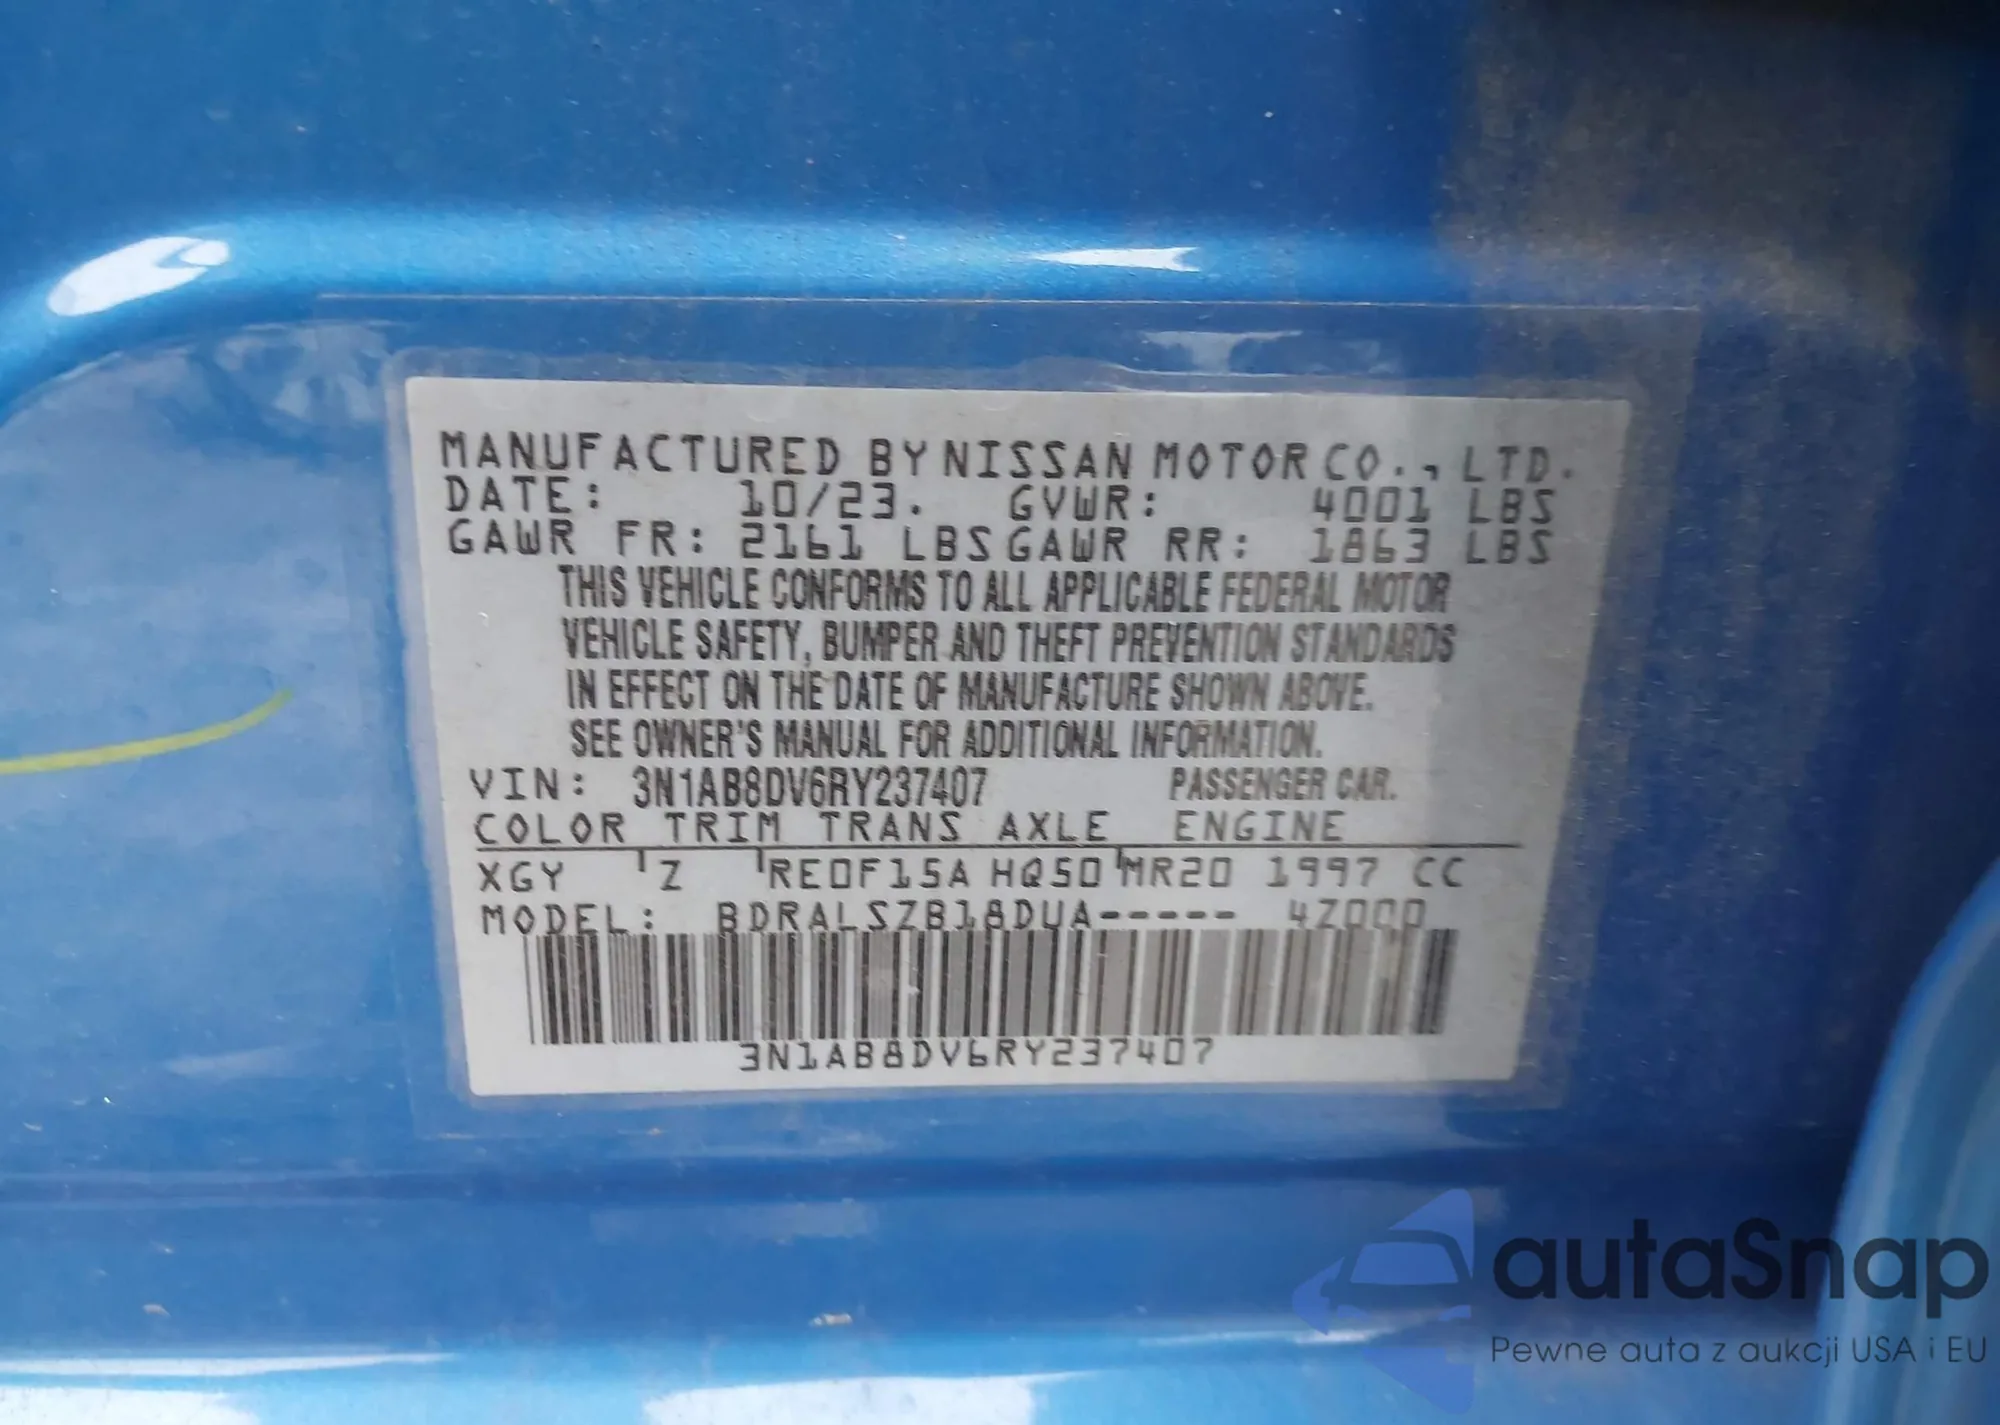 MANUFACTURED BY NISSAN MOTOR CO., LTD.
DATE: 10/23. GVWR: 4001 LBS
GAWR FR: 2161 LBS GAWR RR: 1863 LBS
THIS VEHICLE CONFORMS TO ALL APPLICABLE FEDERAL MOTOR
VEHICLE SAFETY, BUMPER AND THEFT PREVENTION STANDARDS
IN EFFECT ON THE DATE OF MANUFACTURE SHOWN ABOVE.
SEE OWNER'S MANUAL FOR ADDITIONAL INFORMATION.
VIN: 3N1AB8DV6RY237407 PASSENGER CAR.
COLOR TRIM TRANS AXLE ENGINE
XGY Z RE0F15A HQ50 MR20 1997 CC
MODEL: BDRALSZB18DUA----- 4Z000
3N1AB8DV6RY237407
autaSnap
Pewne auta z aukcji USA i EU